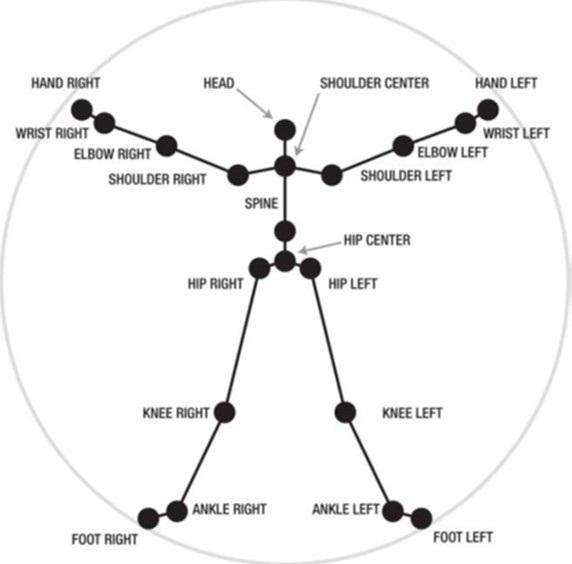 HAND RIGHT
HEAD
SHOULDER CENTER
HAND LEFT
WRIST RIGHT
WRIST LEFT
ELBOW RIGHT
ELBOW LEFT
SHOULDER RIGHT
SHOULDER LEFT
SPINE
HIP CENTER
HIP RIGHT
HIP LEFT
KNEE RIGHT
KNEE LEFT
ANKLE RIGHT
ANKLE LEFT
FOOT RIGHT
FOOT LEFT